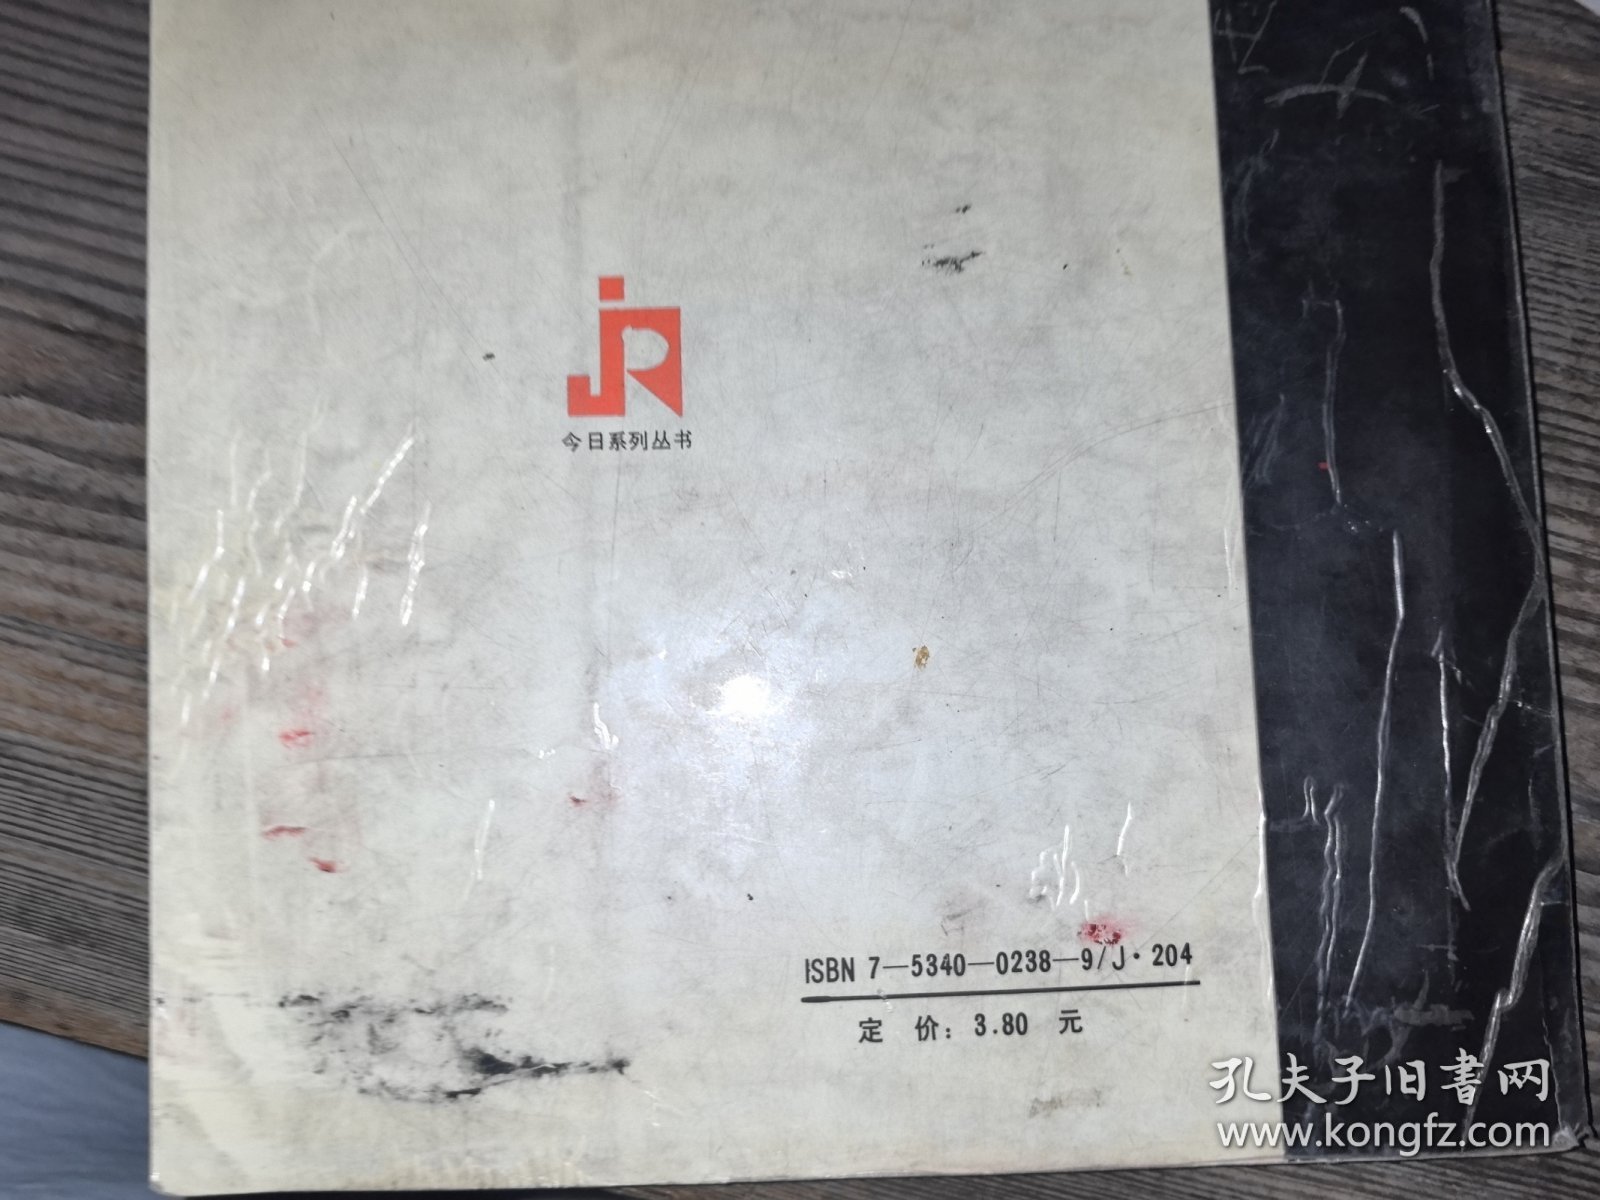 JR
今日系列丛书
ISBN 7—5340—0238—9/J·204
定 价: 3.80 元
孔夫子旧书网
www.kongfz.com